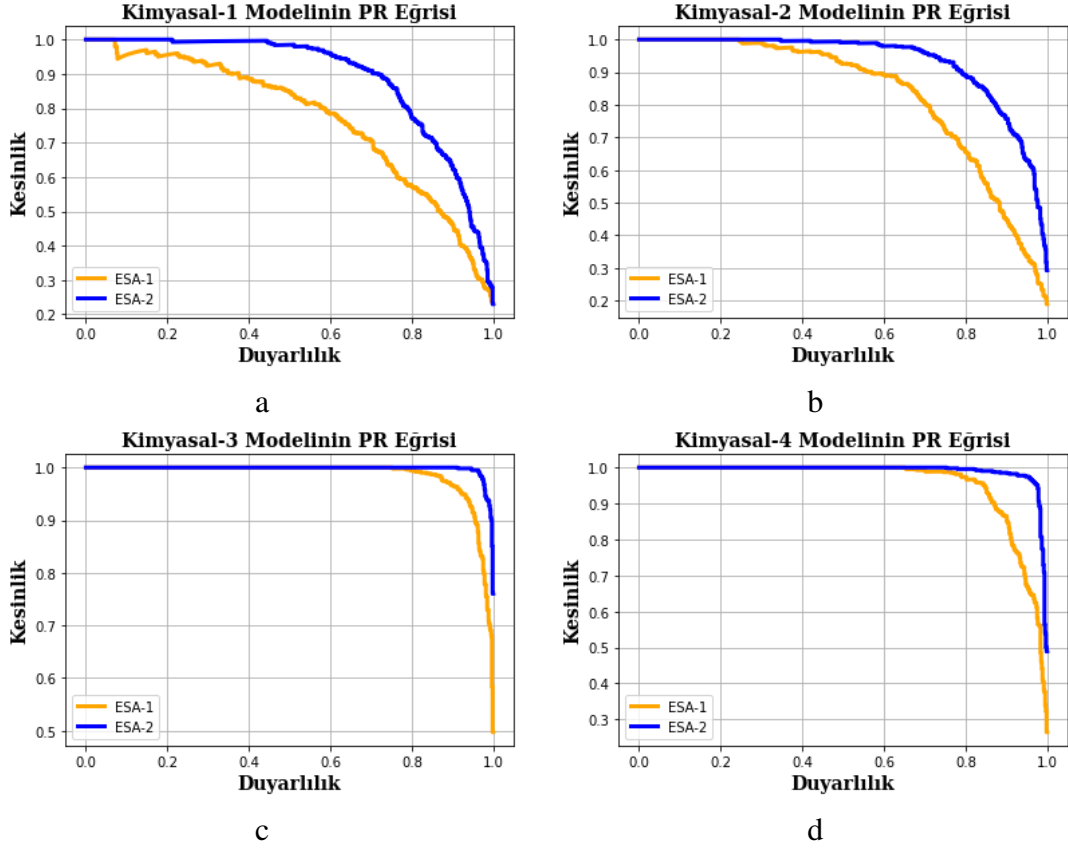 Kimyasal-1 Modelinin PR Eğrisi
Kesinlik
1.0
0.9
0.8
0.7
0.6
0.5
0.4
0.3
0.2
ESA-1
ESA-2
0.0 0.2 0.4 0.6 0.8 1.0
Duyarlılık
a
Kimyasal-2 Modelinin PR Eğrisi
Kesinlik
1.0
0.9
0.8
0.7
0.6
0.5
0.4
0.3
0.2
ESA-1
ESA-2
0.0 0.2 0.4 0.6 0.8 1.0
Duyarlılık
b
Kimyasal-3 Modelinin PR Eğrisi
Kesinlik
1.0
0.9
0.8
0.7
0.6
0.5
ESA-1
ESA-2
0.0 0.2 0.4 0.6 0.8 1.0
Duyarlılık
c
Kimyasal-4 Modelinin PR Eğrisi
Kesinlik
1.0
0.9
0.8
0.7
0.6
0.5
0.4
0.3
ESA-1
ESA-2
0.0 0.2 0.4 0.6 0.8 1.0
Duyarlılık
d